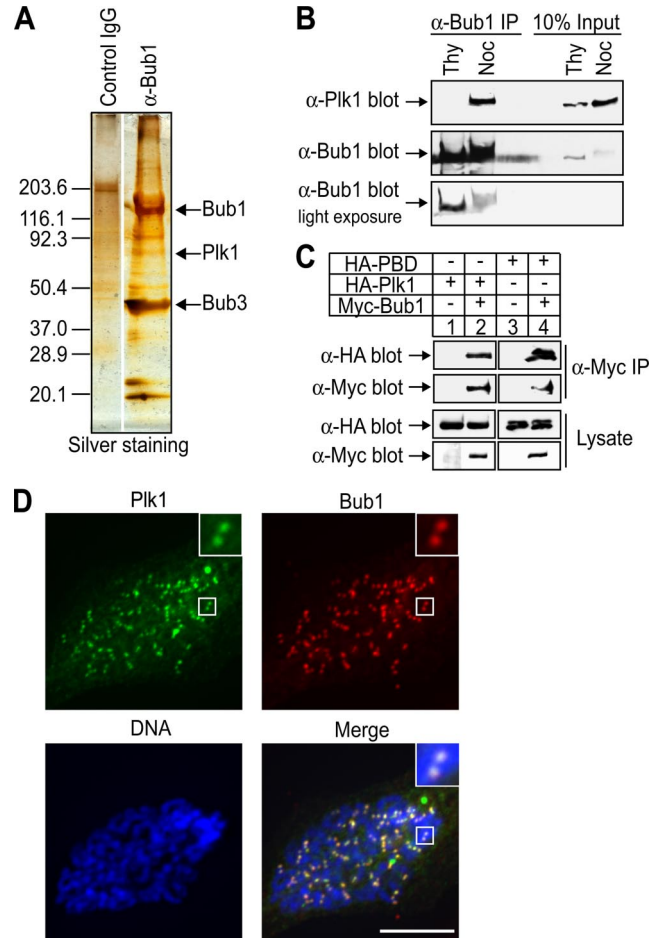 A
Control IgG
α-Bub1
203.6
116.1
92.3
50.4
37.0
28.9
20.1
Bub1
Plk1
Bub3
Silver staining
B
α-Bub1 IP 10% Input
Thy Noc Thy Noc
α-Plk1 blot
α-Bub1 blot
α-Bub1 blot
light exposure
C
HA-PBD - - + +
HA-Plk1 + + - -
Myc-Bub1 - + - +
1 2 3 4
α-HA blot
α-Myc blot
α-Myc IP
α-HA blot
α-Myc blot
Lysate
D
Plk1 Bub1
DNA Merge